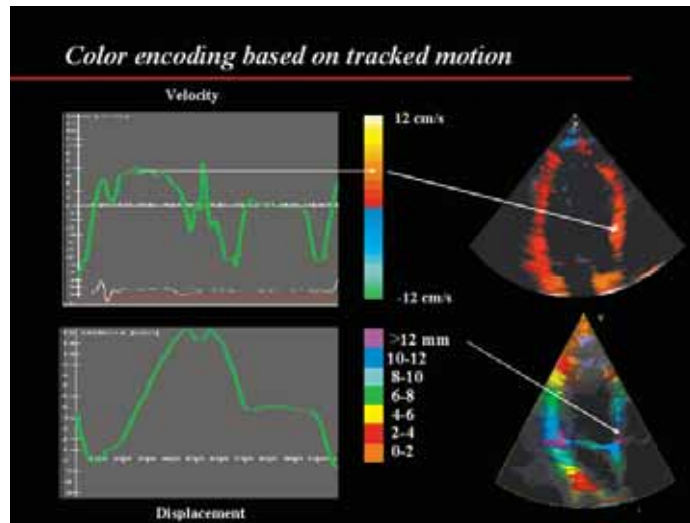 Color encoding based on tracked motion
Velocity
12 cm/s
-12 cm/s
>12 mm
10-12
8-10
6-8
4-6
2-4
0-2
Displacement